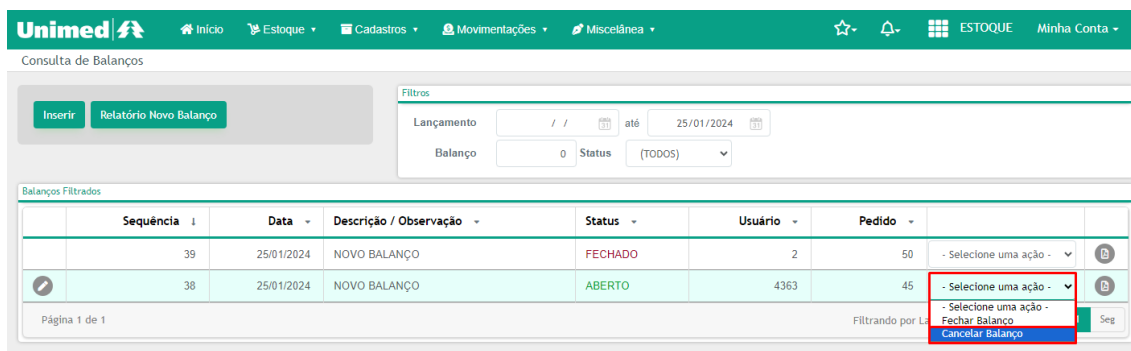 Unimed Início Estoque Cadastros Movimentações Miscelânea ESTOQUE Minha Conta
Consulta de Balanços
Inserir Relatório Novo Balanço
Filtros
Lançamento / / 31 até 25/01/2024 31
Balanço 0 Status (TODOS)
Balanços Filtrados
Sequência Data Descrição / Observação Status Usuário Pedido
39 25/01/2024 NOVO BALANÇO FECHADO 2 50 - Selecione uma ação -
38 25/01/2024 NOVO BALANÇO ABERTO 4363 45 - Selecione uma ação -
- Selecione uma ação -
Página 1 de 1 Filtrando por Fechar Balanço Seg
Cancelar Balanço